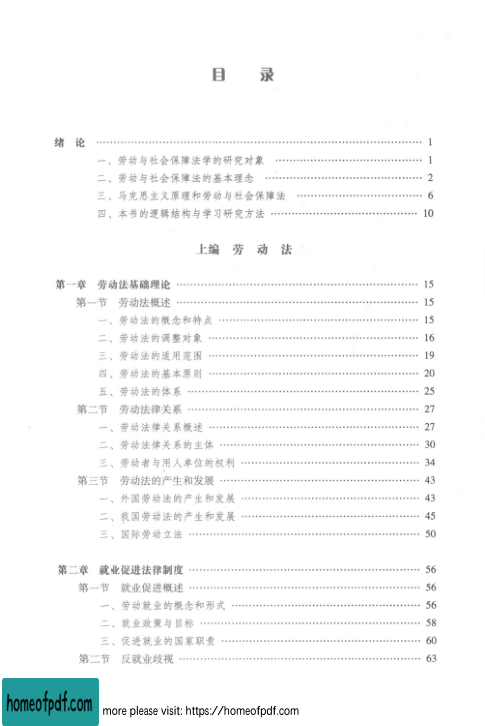 目 录
绪 论 1
一、劳动与社会保障法学的研究对象 1
二、劳动与社会保障法的基本理念 2
三、马克思主义原理和劳动与社会保障法 6
四、本书的逻辑结构与学习研究方法 10
上编 劳 动 法
第一章 劳动法基础理论 15
第一节 劳动法概述 15
一、劳动法的概念和特点 15
二、劳动法的调整对象 16
三、劳动法的适用范围 19
四、劳动法的基本原则 20
五、劳动法的体系 25
第二节 劳动法律关系 27
一、劳动法律关系概述 27
二、劳动法律关系的主体 30
三、劳动者与用人单位的权利 34
第三节 劳动法的产生和发展 43
一、外国劳动法的产生和发展 43
二、我国劳动法的产生和发展 45
三、国际劳动立法 50
第二章 就业促进法律制度 56
第一节 就业促进概述 56
一、劳动就业的概念和形式 56
二、就业政策与目标 58
三、促进就业的国家职责 60
第二节 反就业歧视 63
homeofpdf.com
more please visit: https://homeofpdf.com